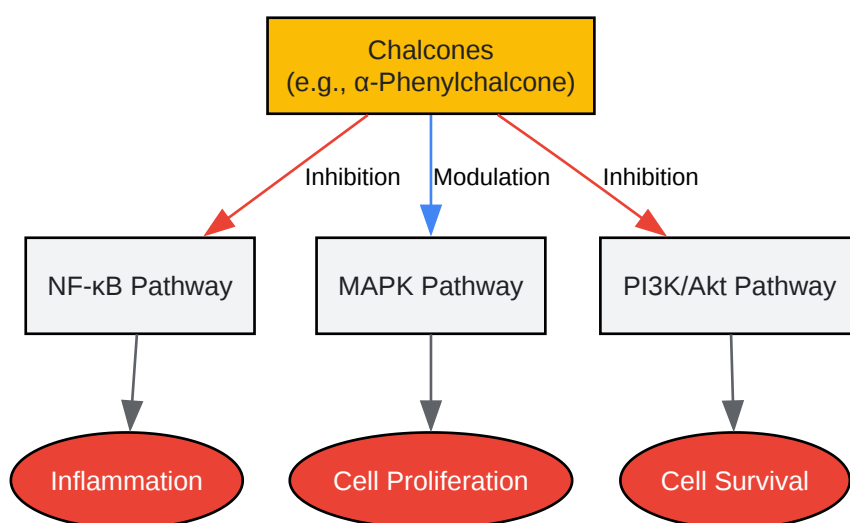 Chalcones
(e.g., α-Phenylchalcone)
Inhibition
Modulation
Inhibition
NF-κB Pathway
MAPK Pathway
PI3K/Akt Pathway
Inflammation
Cell Proliferation
Cell Survival